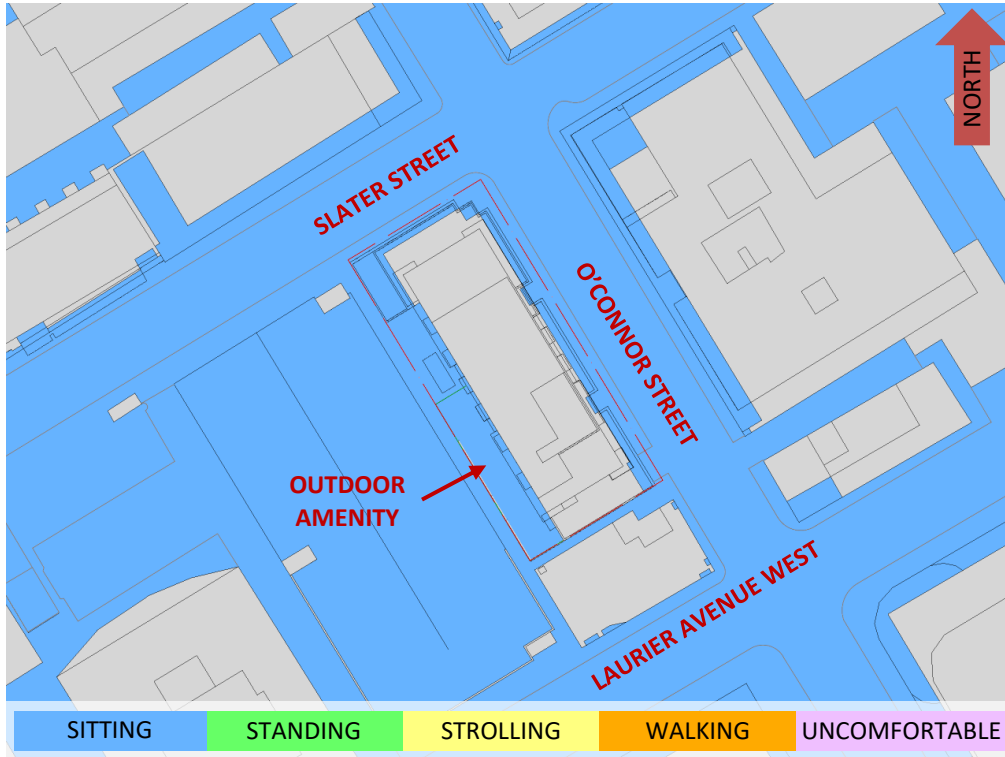 NORTH
SLATER STREET
O'CONNOR STREET
OUTDOOR
AMENITY
LAURIER AVENUE WEST
SITTING STANDING STROLLING WALKING UNCOMFORTABLE